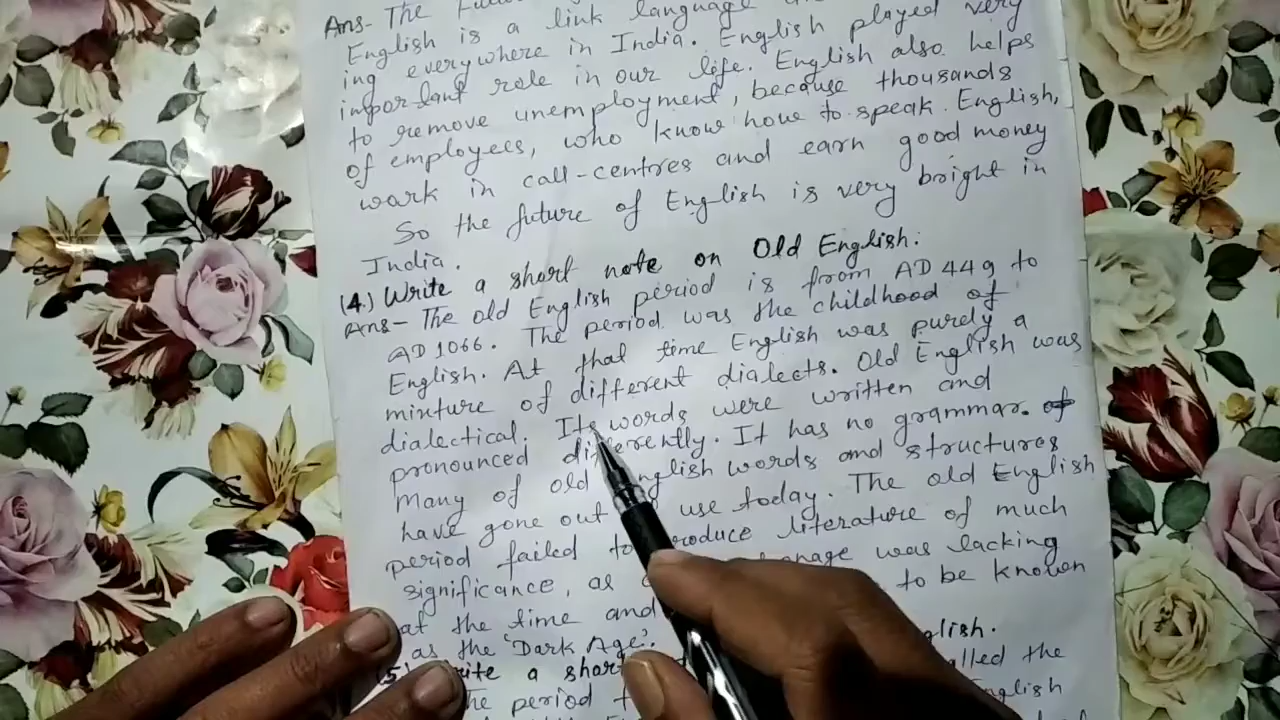 Ans- The
English is a link language
ing everywhere in India. English played very
important role in our life. English also helps
to remove unemployment, because thousands
of employees, who know how to speak English,
work in call-centres and earn good money
So the future of English is very bright in
India.
(4.) Write a short note on Old English.
Ans- The old English period is from AD 449 to
AD 1066. The period was the childhood of
English. At that time English was purely a
mixture of different dialects. Old English was
dialectical. Its words were written and
pronounced differently. It has no grammar. of
Many of old English words and structures
have gone out use today. The old English
period failed to produce literature of much
significance, as was lacking
at the time and to be known
as the 'Dark Age'.
(5) Write a short glish.
The period alled the
nglish